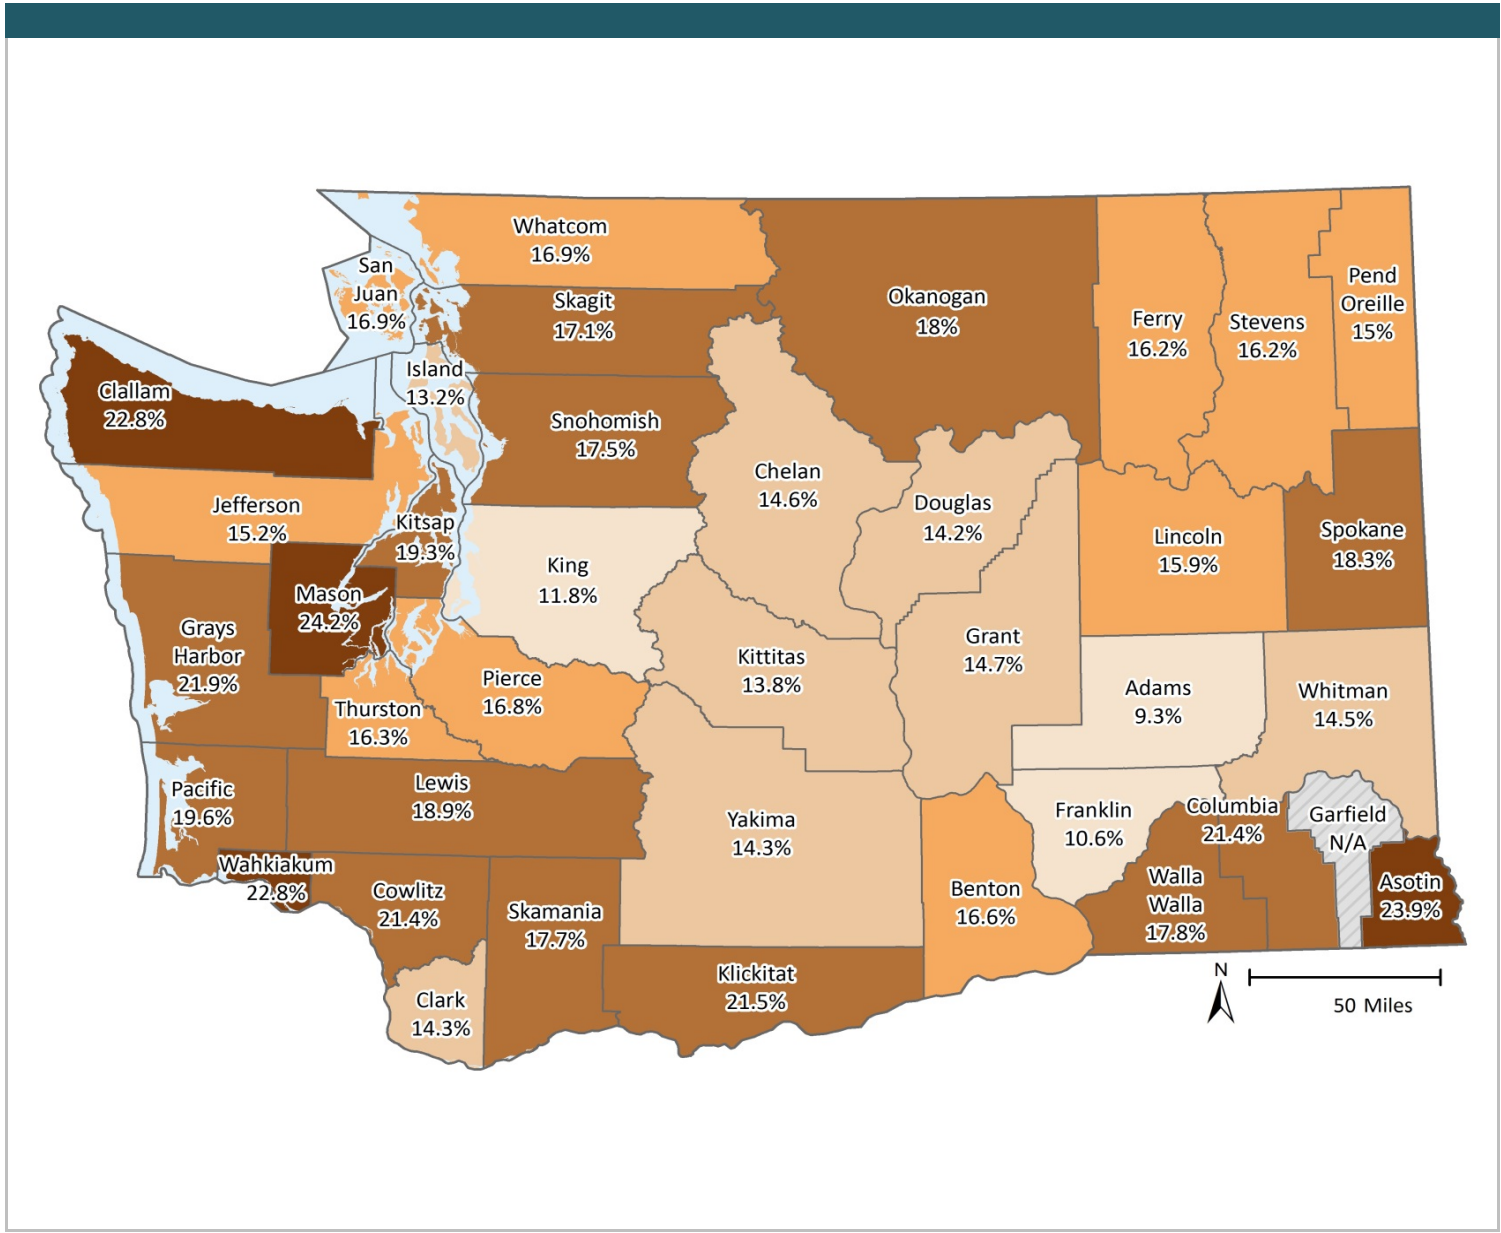 Whatcom
16.9%
San
Juan
16.9%
Skagit
17.1%
Okanogan
18%
Ferry
16.2%
Stevens
16.2%
Pend
Oreille
15%
Clallam
22.8%
Island
13.2%
Snohomish
17.5%
Chelan
14.6%
Douglas
14.2%
Jefferson
15.2%
Kitsap
19.3%
King
11.8%
Lincoln
15.9%
Spokane
18.3%
Mason
24.2%
Grays
Harbor
21.9%
Kittitas
13.8%
Grant
14.7%
Adams
9.3%
Whitman
14.5%
Thurston
16.3%
Pierce
16.8%
Pacific
19.6%
Lewis
18.9%
Yakima
14.3%
Franklin
10.6%
Columbia
21.4%
Garfield
N/A
Wahkiakum
22.8%
Cowlitz
21.4%
Skamania
17.7%
Benton
16.6%
Walla
Walla
17.8%
Asotin
23.9%
Clark
14.3%
Klickitat
21.5%
N
50 Miles